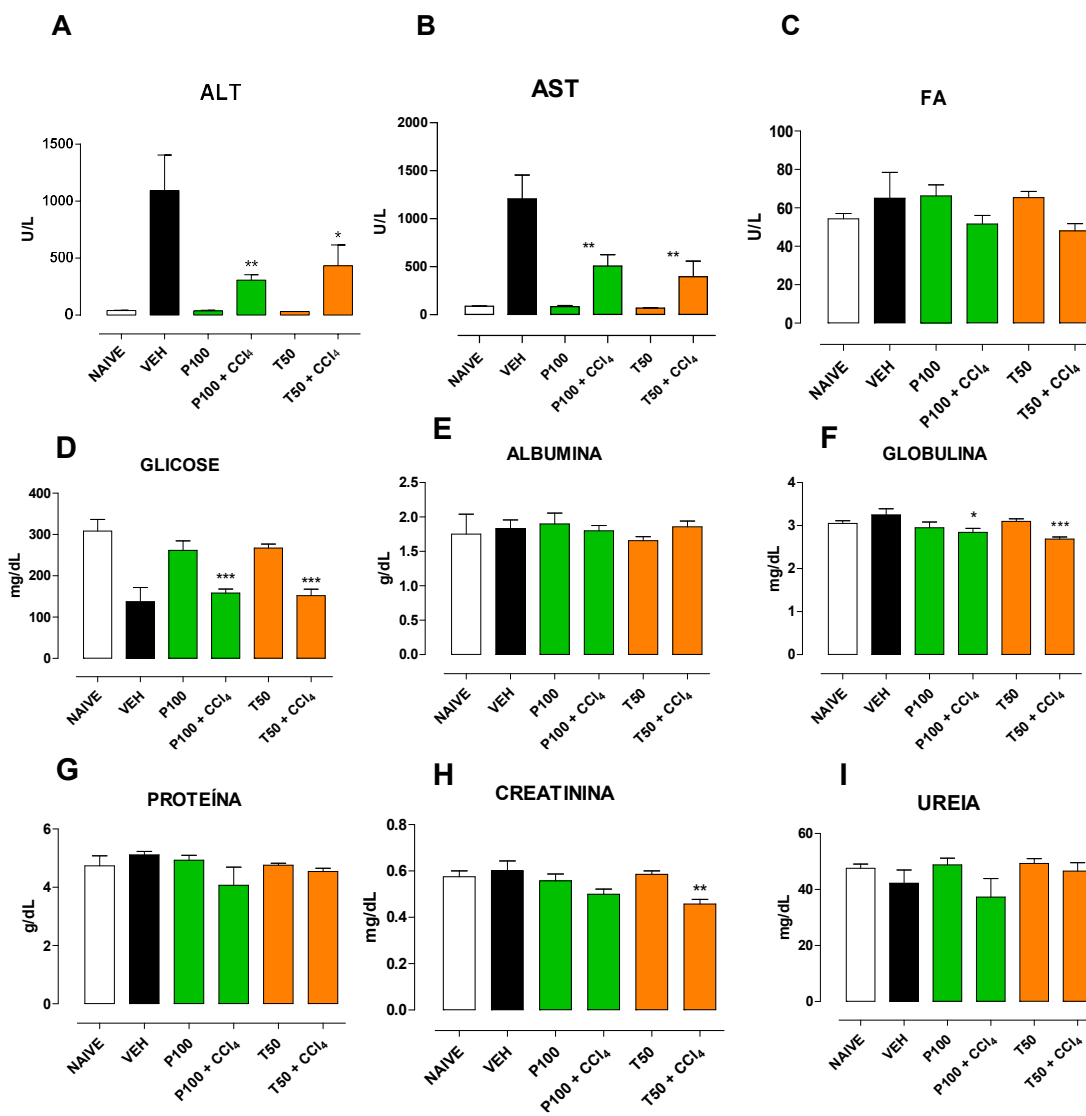 A
B
C
ALT
AST
FA
U/L
1500
1000
500
0
**
*
NAIVE
VEH
P100
P100 + CCl₄
T50
T50 + CCl₄
U/L
2000
1500
1000
500
0
**
**
NAIVE
VEH
P100
P100 + CCl₄
T50
T50 + CCl₄
U/L
100
80
60
40
20
0
NAIVE
VEH
P100
P100 + CCl₄
T50
T50 + CCl₄
D
E
F
GLICOSE
ALBUMINA
GLOBULINA
mg/dL
400
300
200
100
0
***
***
NAIVE
VEH
P100
P100 + CCl₄
T50
T50 + CCl₄
g/dL
2.5
2.0
1.5
1.0
0.5
0.0
NAIVE
VEH
P100
P100 + CCl₄
T50
T50 + CCl₄
mg/dL
4
3
2
1
0
*
***
NAIVE
VEH
P100
P100 + CCl₄
T50
T50 + CCl₄
G
H
I
PROTEÍNA
CREATININA
UREIA
g/dL
6
4
2
0
NAIVE
VEH
P100
P100 + CCl₄
T50
T50 + CCl₄
mg/dL
0.8
0.6
0.4
0.2
0.0
**
NAIVE
VEH
P100
P100 + CCl₄
T50
T50 + CCl₄
mg/dL
60
40
20
0
NAIVE
VEH
P100
P100 + CCl₄
T50
T50 + CCl₄